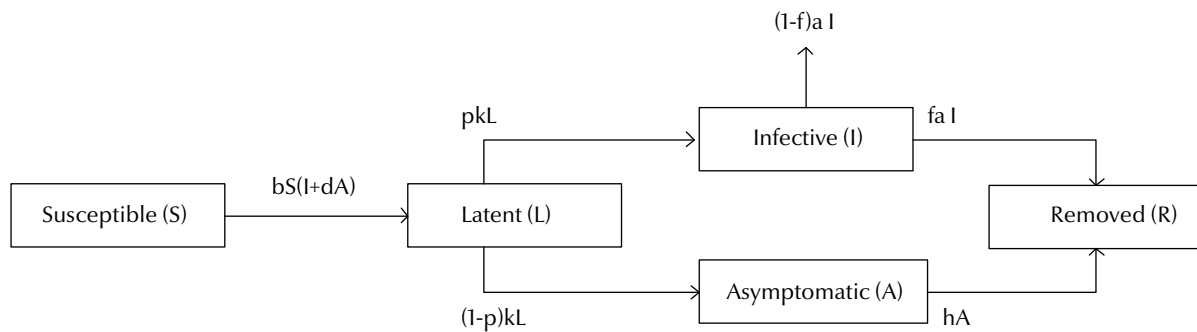 (1-f)a I
pkL
Infective (I)
fa I
bS(I+dA)
Susceptible (S)
Latent (L)
Removed (R)
Asymptomatic (A)
(1-p)kL
hA